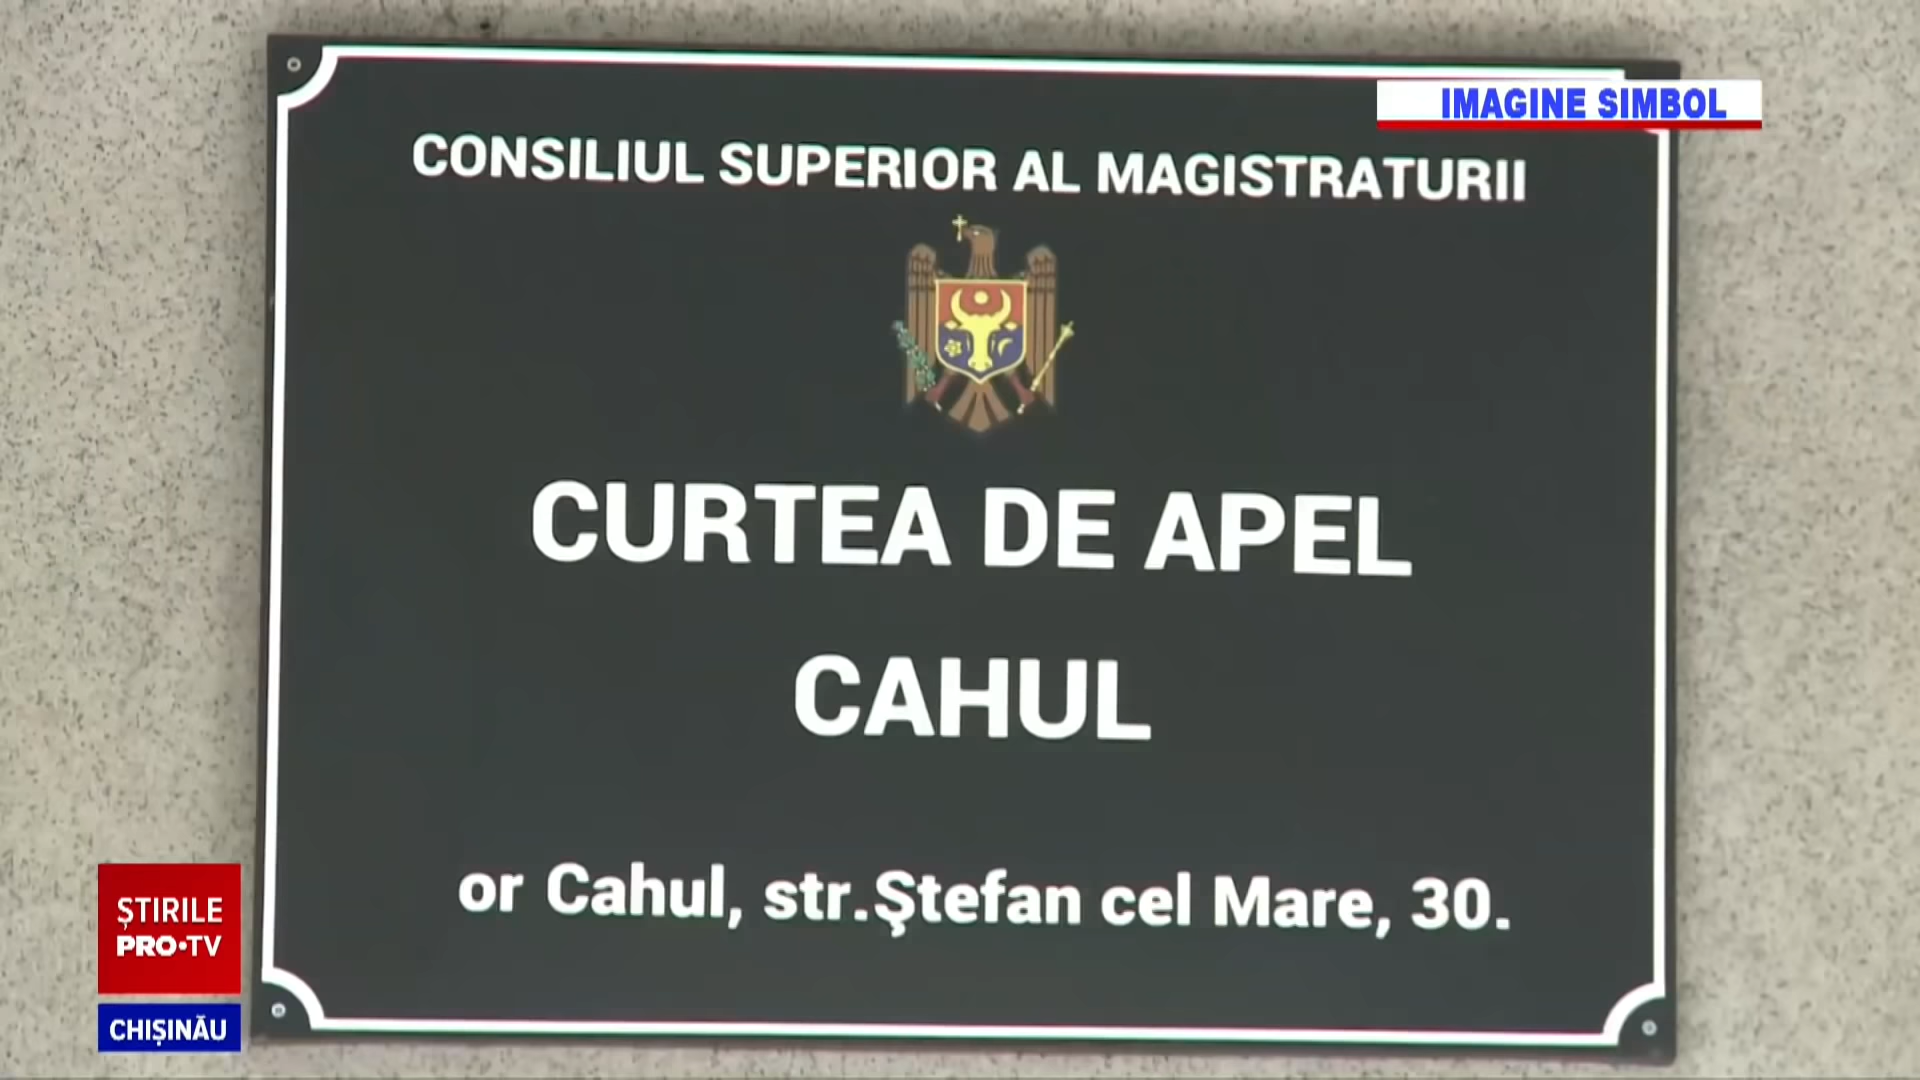 IMAGINE SIMBOL
CONSILIUL SUPERIOR AL MAGISTRATURII
CURTEA DE APEL
CAHUL
or Cahul, str.Ştefan cel Mare, 30.
ȘTIRILE
PRO•TV
CHIȘINĂU